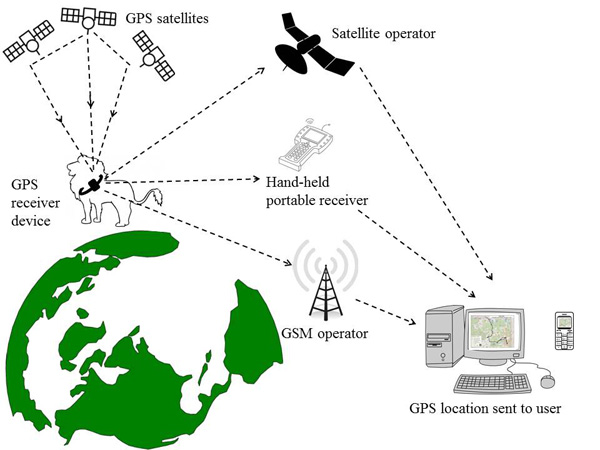 GPS satellites
Satellite operator
GPS
receiver
device
Hand-held
portable receiver
GSM operator
GPS location sent to user